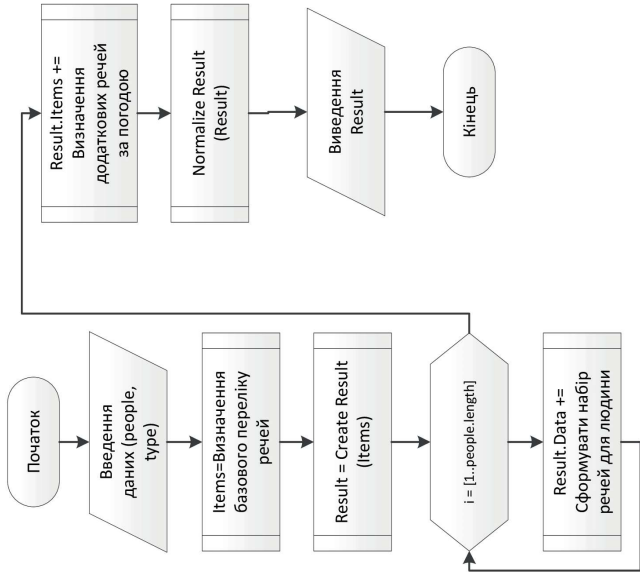 Початок
Введення
даних (people,
type)
Items=Визначення
базового переліку
речей
Result = Create Result
(Items)
i = [1..people.length]
Result.Data +=
Сформувати набір
речей для людини
Result.Items +=
Визначення
додаткових речей
за погодою
Normalize Result
(Result)
Виведення
Result
Кінець